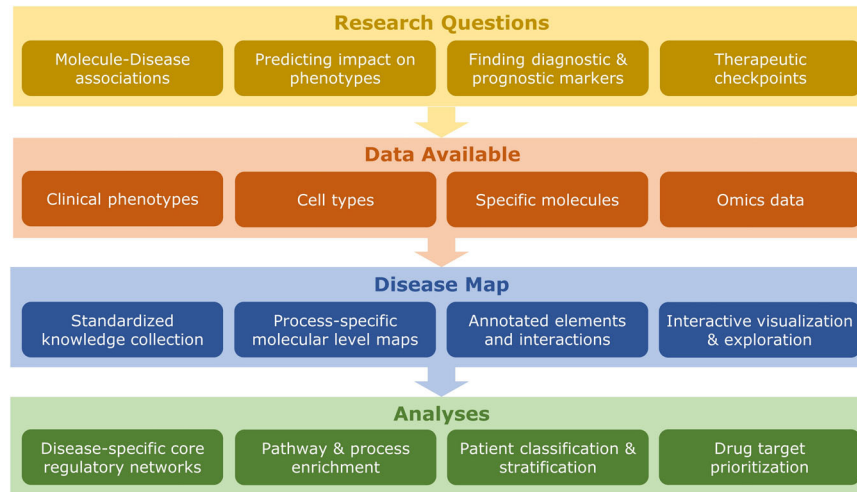 Research Questions
Molecule-Disease
associations
Predicting impact on
phenotypes
Finding diagnostic &
prognostic markers
Therapeutic
checkpoints
Data Available
Clinical phenotypes
Cell types
Specific molecules
Omics data
Disease Map
Standardized
knowledge collection
Process-specific
molecular level maps
Annotated elements
and interactions
Interactive visualization
& exploration
Analyses
Disease-specific core
regulatory networks
Pathway & process
enrichment
Patient classification &
stratification
Drug target
prioritization